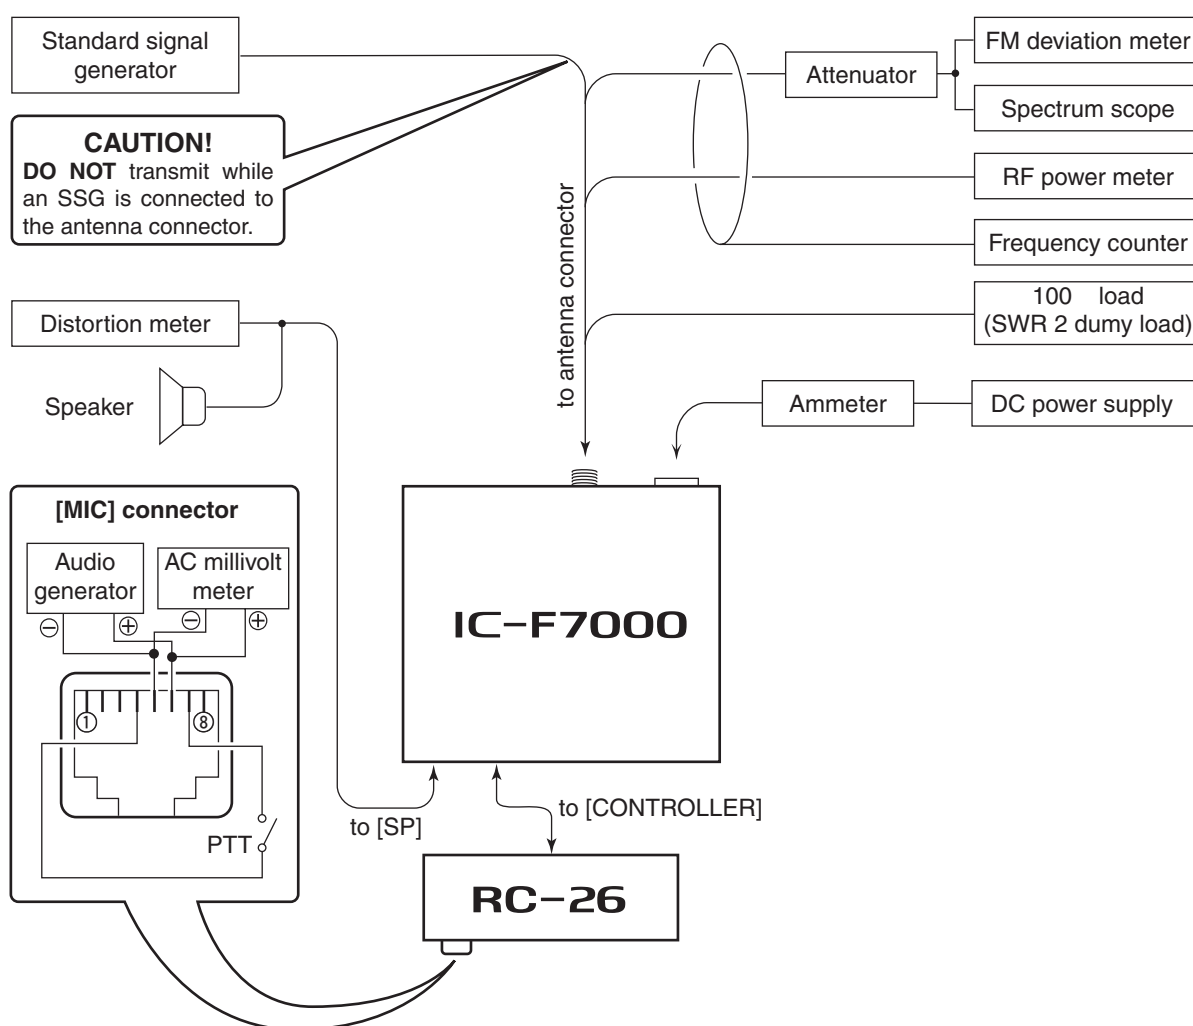 Standard signal
generator
CAUTION!
DO NOT transmit while
an SSG is connected to
the antenna connector.
Attenuator
FM deviation meter
Spectrum scope
RF power meter
Frequency counter
100 load
(SWR 2 dumy load)
to antenna connector
Distortion meter
Speaker
Ammeter
DC power supply
[MIC] connector
Audio
generator
AC millivolt
meter
⊖ ⊕ ⊖ ⊕
① ⑧
PTT
IC-F7000
to [SP]
to [CONTROLLER]
RC-26